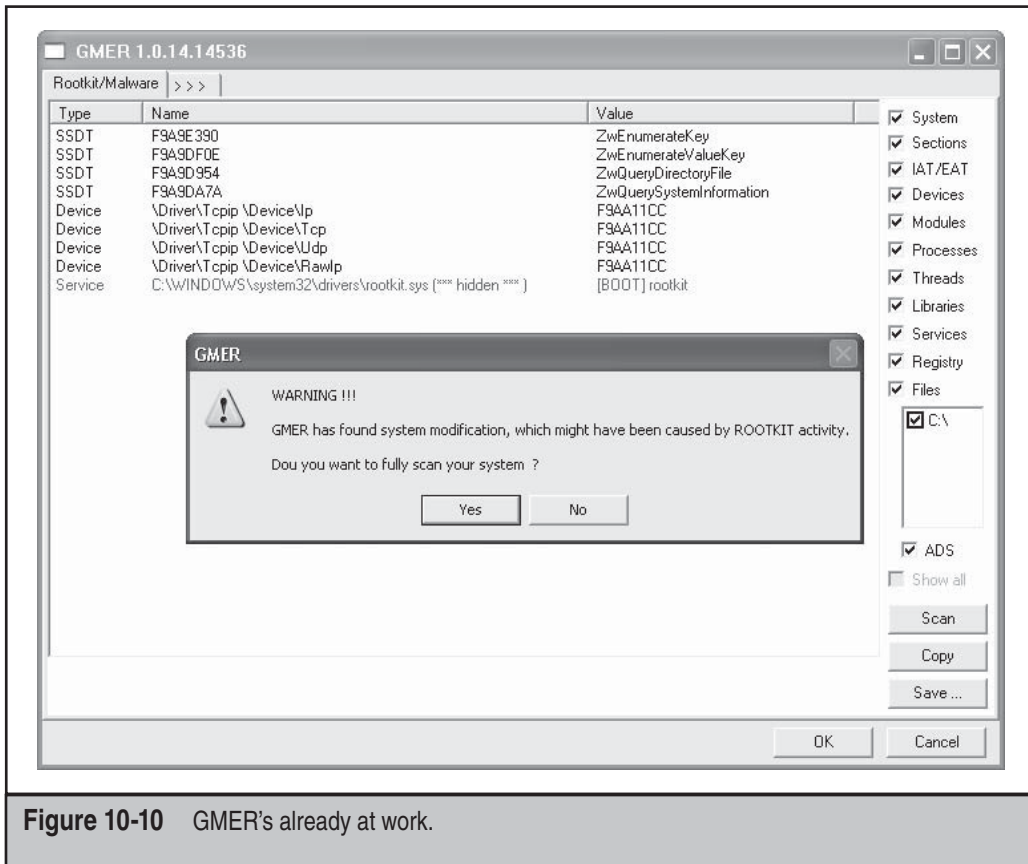 GMER 1.0.14.14536
Rootkit/Malware > > >
Type Name Value
SSDT F9A9E390 ZwEnumerateKey
SSDT F9A9DF0E ZwEnumerateValueKey
SSDT F9A9D954 ZwQueryDirectoryFile
SSDT F9A9DA7A ZwQuerySystemInformation
Device \Driver\Tcpip \Device\Ip F9AA11CC
Device \Driver\Tcpip \Device\Tcp F9AA11CC
Device \Driver\Tcpip \Device\Udp F9AA11CC
Device \Driver\Tcpip \Device\RawIp F9AA11CC
Service C:\WINDOWS\system32\drivers\rootkit.sys (*** hidden *** ) [BOOT] rootkit
System
Sections
IAT/EAT
Devices
Modules
Processes
Threads
Libraries
Services
Registry
Files
C:\
ADS
Show all
Scan
Copy
Save ...
GMER
WARNING !!!
GMER has found system modification, which might have been caused by ROOTKIT activity.
Dou you want to fully scan your system ?
Yes No
OK Cancel
Figure 10-10 GMER's already at work.